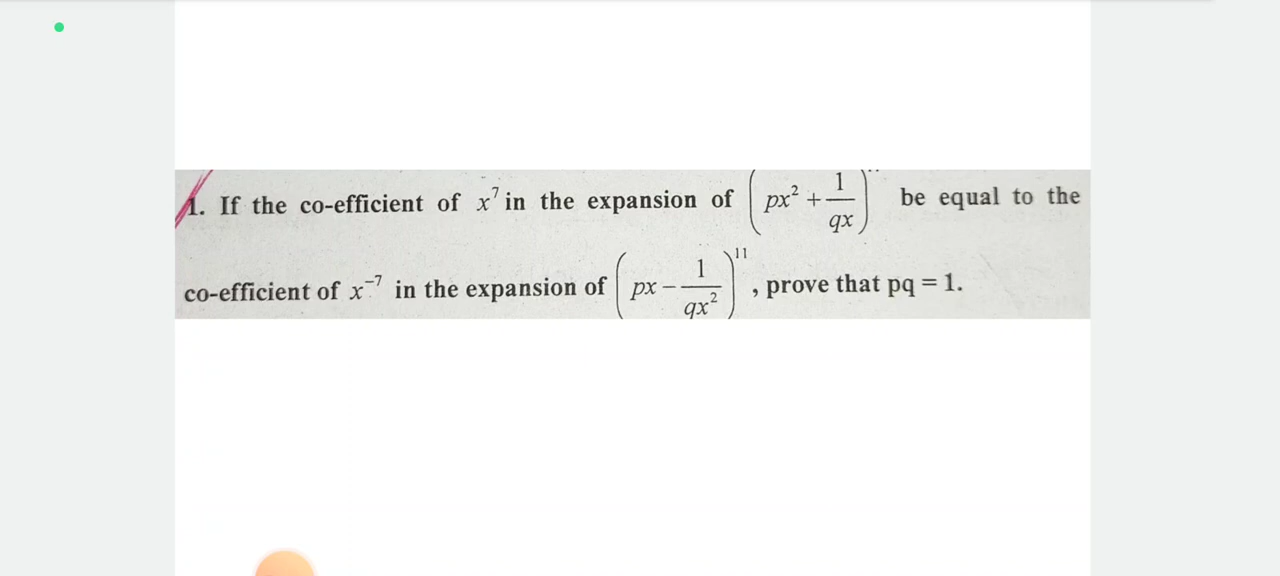 1. If the co-efficient of x⁷ in the expansion of (px² + 1/qx) be equal to the
co-efficient of x⁻⁷ in the expansion of (px − 1/qx²)¹¹, prove that pq = 1.